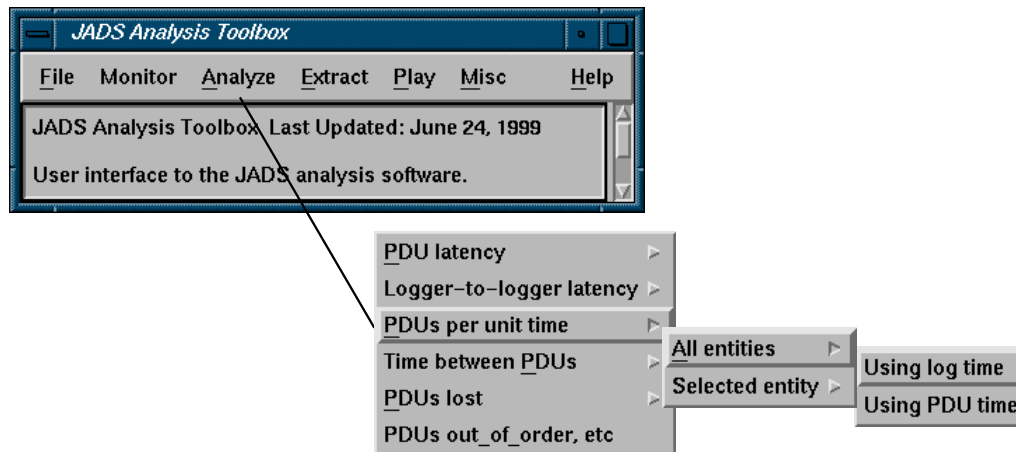 JADS Analysis Toolbox
File Monitor Analyze Extract Play Misc Help
JADS Analysis Toolbox Last Updated: June 24, 1999
User interface to the JADS analysis software.
PDU latency
Logger-to-logger latency
PDUs per unit time
Time between PDUs
PDUs lost
PDUs out_of_order, etc
All entities
Selected entity
Using log time
Using PDU time